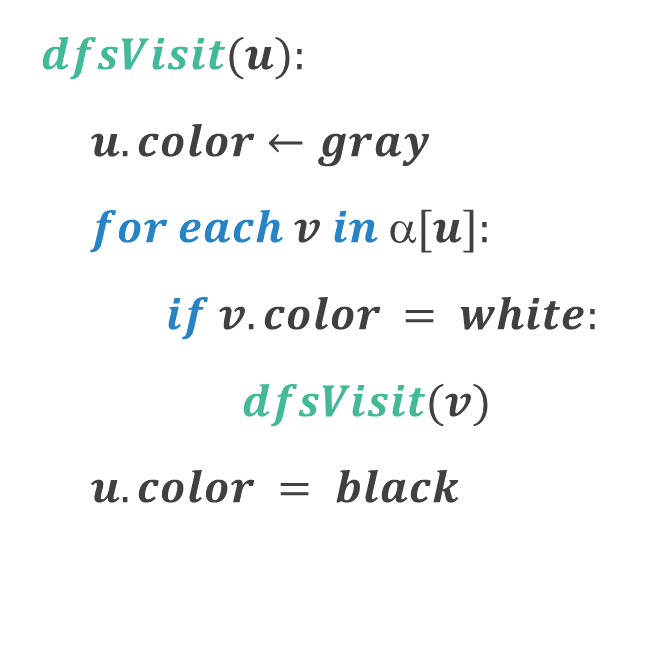 dfsVisit(u):
u.color ← gray
for each v in α[u]:
if v.color = white:
dfsVisit(v)
u.color = black